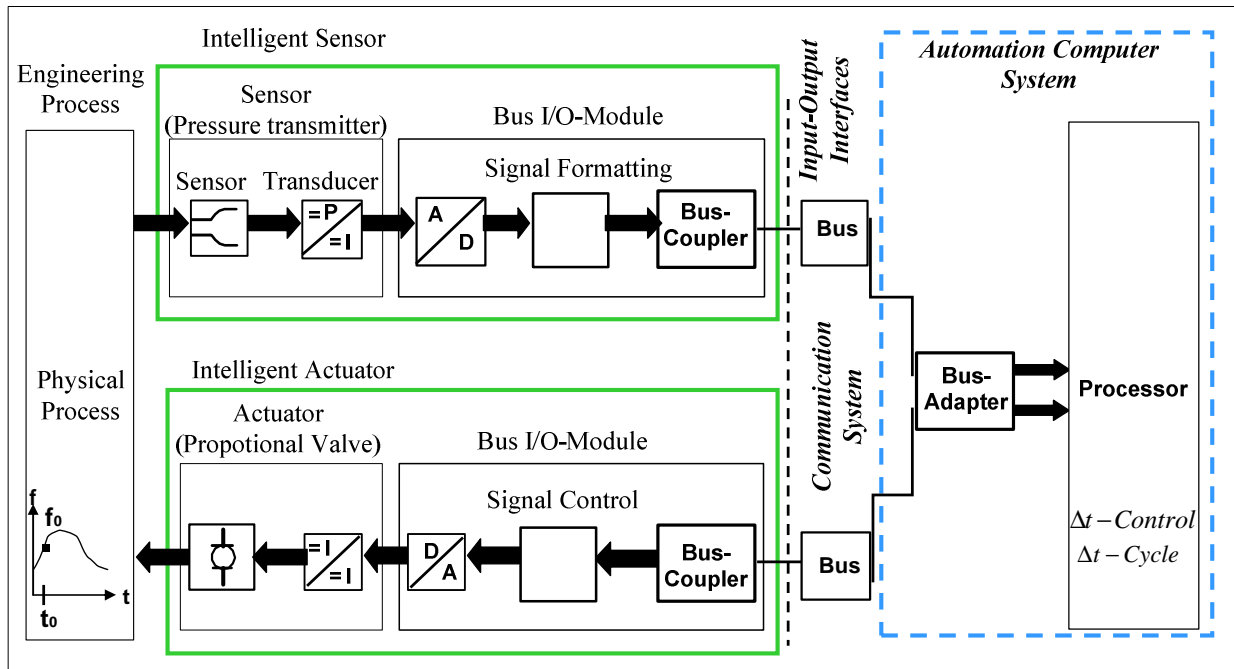 Intelligent Sensor
Engineering
Process
Sensor
(Pressure transmitter)
Sensor
Transducer
=P
=I
Bus I/O-Module
Signal Formatting
A
D
Bus-
Coupler
Input-Output
Interfaces
Bus
Automation Computer
System
Physical
Process
f
f0
t
t0
Intelligent Actuator
Actuator
(Propotional Valve)
=I
=I
Bus I/O-Module
Signal Control
D
A
Bus-
Coupler
Communication
System
Bus
Bus-
Adapter
Processor
Δt – Control
Δt – Cycle